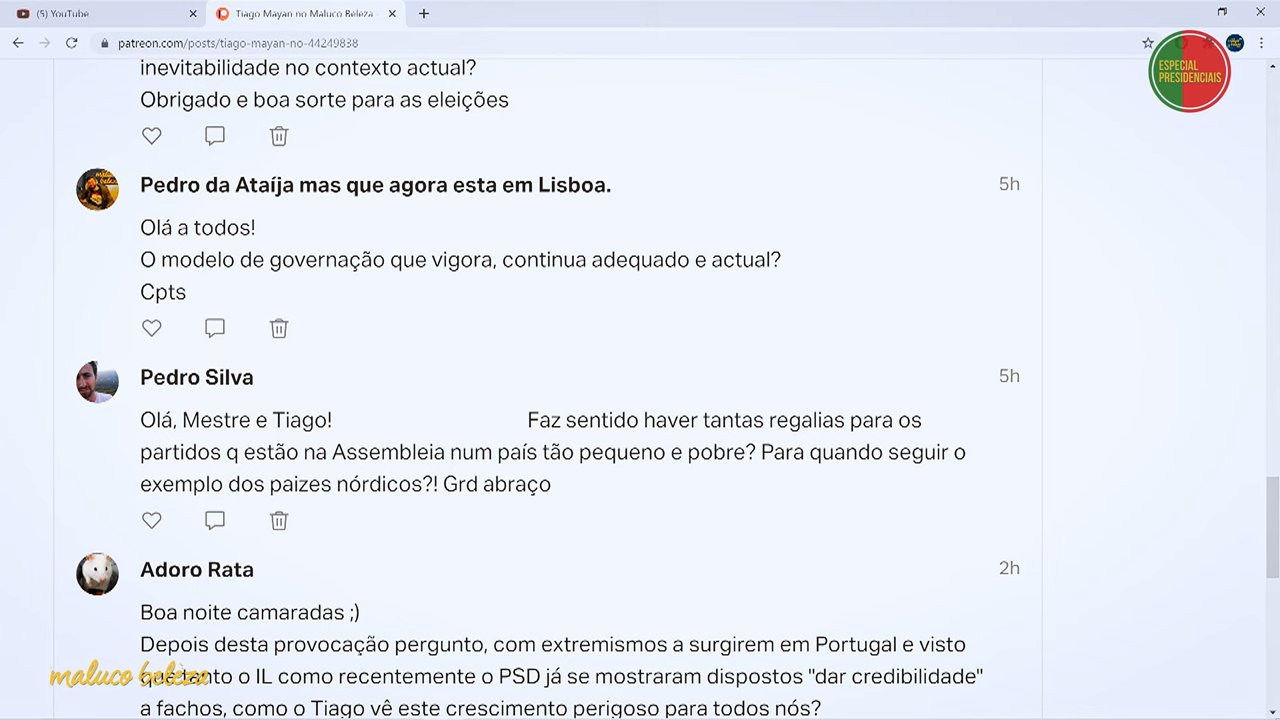 (5) YouTube
Tiago Mayan no Maluco Beleza
patreon.com/posts/tiago-mayan-no-44249838
ESPECIAL
PRESIDENCIAIS
inevitabilidade no contexto actual?
Obrigado e boa sorte para as eleições
Pedro da Ataíja mas que agora esta em Lisboa.
5h
Olá a todos!
O modelo de governação que vigora, continua adequado e actual?
Cpts
Pedro Silva
5h
Olá, Mestre e Tiago! Faz sentido haver tantas regalias para os
partidos q estão na Assembleia num país tão pequeno e pobre? Para quando seguir o
exemplo dos paizes nórdicos?! Grd abraço
Adoro Rata
2h
Boa noite camaradas ;)
Depois desta provocação pergunto, com extremismos a surgirem em Portugal e visto
que tanto o IL como recentemente o PSD já se mostraram dispostos "dar credibilidade"
a fachos, como o Tiago vê este crescimento perigoso para todos nós?
maluco beleza